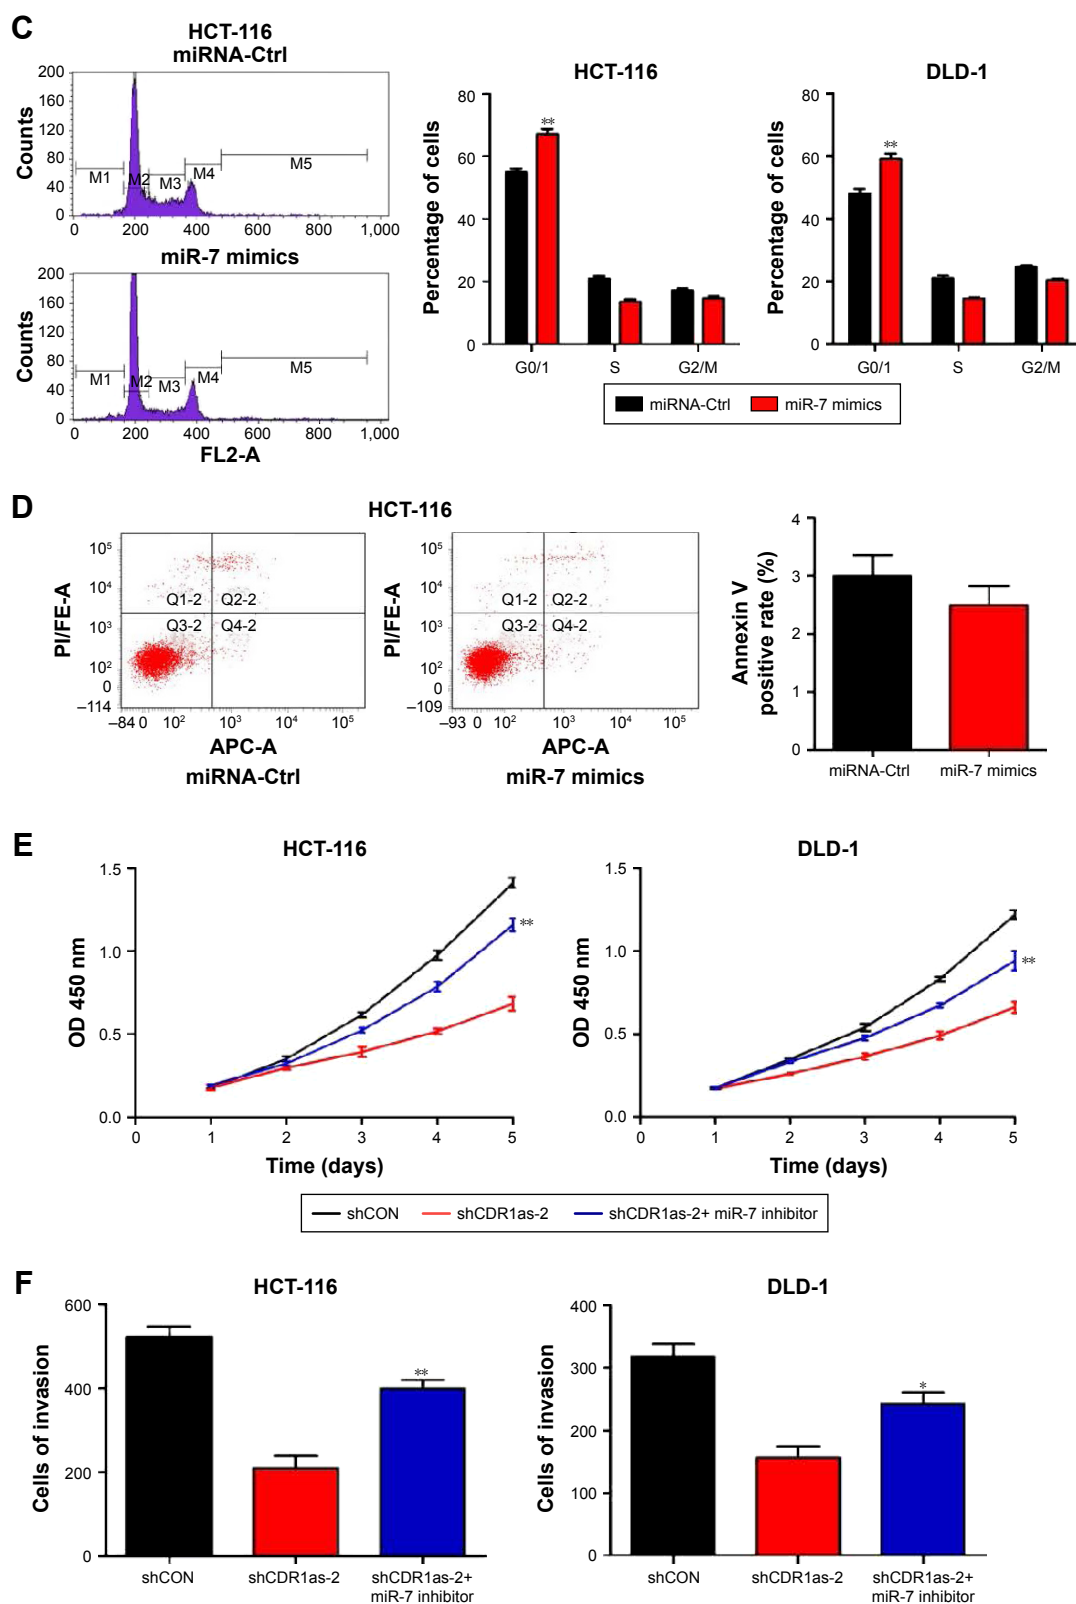 C
HCT-116
miRNA-Ctrl
Counts
200
160
120
80
40
0
M1
M2
M3
M4
M5
0 200 400 600 800 1,000
miR-7 mimics
Counts
200
160
120
80
40
0
M1
M2
M3
M4
M5
0 200 400 600 800 1,000
FL2-A
HCT-116
Percentage of cells
80
60
40
20
0
**
G0/1 S G2/M
DLD-1
Percentage of cells
80
60
40
20
0
**
G0/1 S G2/M
miRNA-Ctrl miR-7 mimics
D
HCT-116
PI/FE-A
10⁵
10⁴
10³
10²
0
–114
Q1-2 Q2-2
Q3-2 Q4-2
–84 0 10² 10³ 10⁴ 10⁵
APC-A
miRNA-Ctrl
PI/FE-A
10⁵
10⁴
10³
10²
0
–109
Q1-2 Q2-2
Q3-2 Q4-2
–93 0 10² 10³ 10⁴ 10⁵
APC-A
miR-7 mimics
Annexin V
positive rate (%)
4
3
2
1
0
miRNA-Ctrl miR-7 mimics
E
HCT-116
OD 450 nm
1.5
1.0
0.5
0.0
**
0 1 2 3 4 5
Time (days)
DLD-1
OD 450 nm
1.5
1.0
0.5
0.0
**
0 1 2 3 4 5
Time (days)
shCON shCDR1as-2 shCDR1as-2+ miR-7 inhibitor
F
HCT-116
Cells of invasion
600
400
200
0
**
shCON shCDR1as-2 shCDR1as-2+
miR-7 inhibitor
DLD-1
Cells of invasion
400
300
200
100
0
*
shCON shCDR1as-2 shCDR1as-2+
miR-7 inhibitor